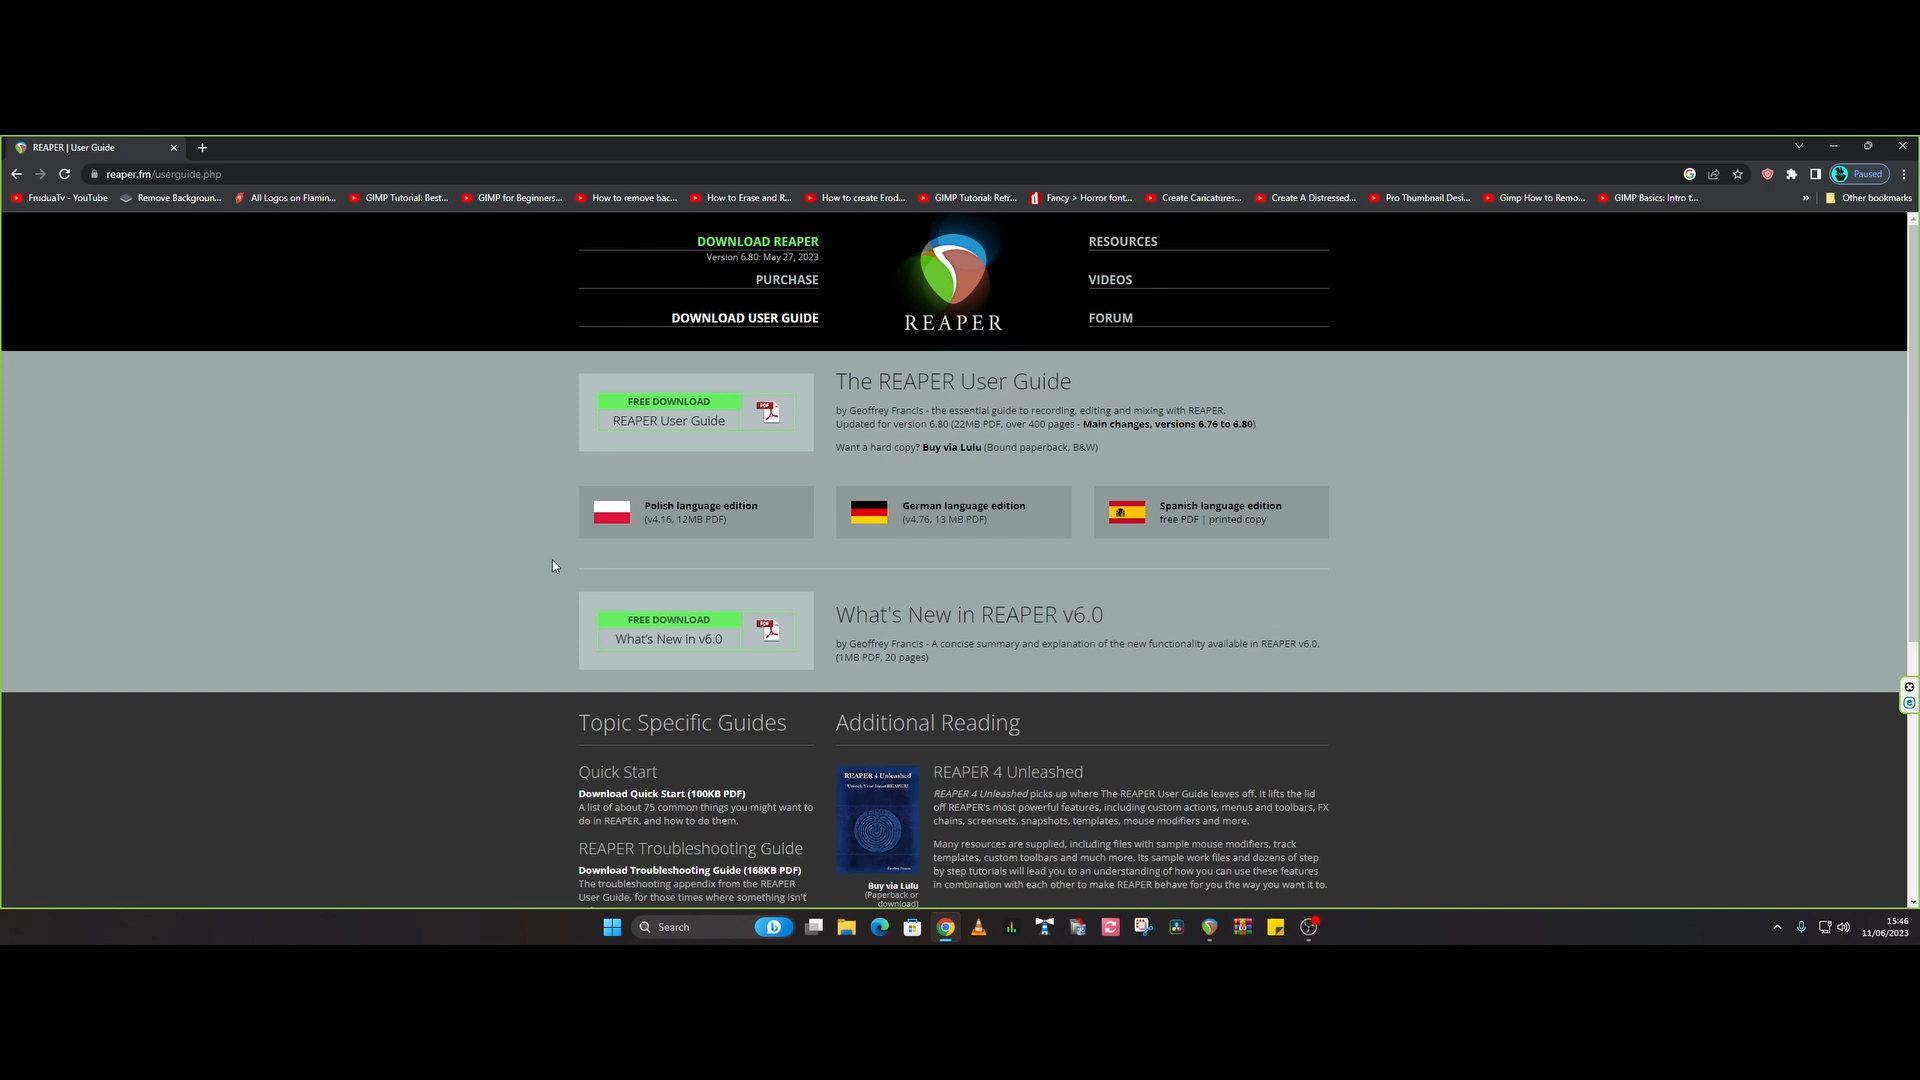 REAPER | User Guide
reaper.fm/userguide.php
Paused
FruduaTv - YouTube
Remove Backgroun...
All Logos on Flamin...
GIMP Tutorial: Best...
GIMP for Beginners...
How to remove bac...
How to Erase and R...
How to create Erod...
GIMP Tutorial: Retr...
Fancy > Horror font...
Create Caricatures...
Create A Distressed...
Pro Thumbnail Desi...
Gimp How to Remo...
GIMP Basics: Intro t...
»
Other bookmarks
DOWNLOAD REAPER
Version 6.80: May 27, 2023
PURCHASE
DOWNLOAD USER GUIDE
REAPER
RESOURCES
VIDEOS
FORUM
FREE DOWNLOAD
REAPER User Guide
PDF
The REAPER User Guide
by Geoffrey Francis - the essential guide to recording, editing and mixing with REAPER.
Updated for version 6.80 (22MB PDF, over 400 pages - Main changes, versions 6.76 to 6.80)
Want a hard copy? Buy via Lulu (Bound paperback, B&W)
Polish language edition
(v4.16, 12MB PDF)
German language edition
(v4.76, 13 MB PDF)
Spanish language edition
free PDF | printed copy
FREE DOWNLOAD
What's New in v6.0
PDF
What's New in REAPER v6.0
by Geoffrey Francis - A concise summary and explanation of the new functionality available in REAPER v6.0.
(1MB PDF, 20 pages)
Topic Specific Guides
Quick Start
Download Quick Start (100KB PDF)
A list of about 75 common things you might want to
do in REAPER, and how to do them.
REAPER Troubleshooting Guide
Download Troubleshooting Guide (168KB PDF)
The troubleshooting appendix from the REAPER
User Guide, for those times where something isn't
Additional Reading
REAPER 4 Unleashed
Unlock Your Inner REAPER!
Geoffrey Francis
Buy via Lulu
(Paperback or
download)
REAPER 4 Unleashed
REAPER 4 Unleashed picks up where The REAPER User Guide leaves off. It lifts the lid
off REAPER's most powerful features, including custom actions, menus and toolbars, FX
chains, screensets, snapshots, templates, mouse modifiers and more.
Many resources are supplied, including files with sample mouse modifiers, track
templates, custom toolbars and much more. Its sample work files and dozens of step
by step tutorials will lead you to an understanding of how you can use these features
in combination with each other to make REAPER behave for you the way you want it to.
Search
15:46
11/06/2023